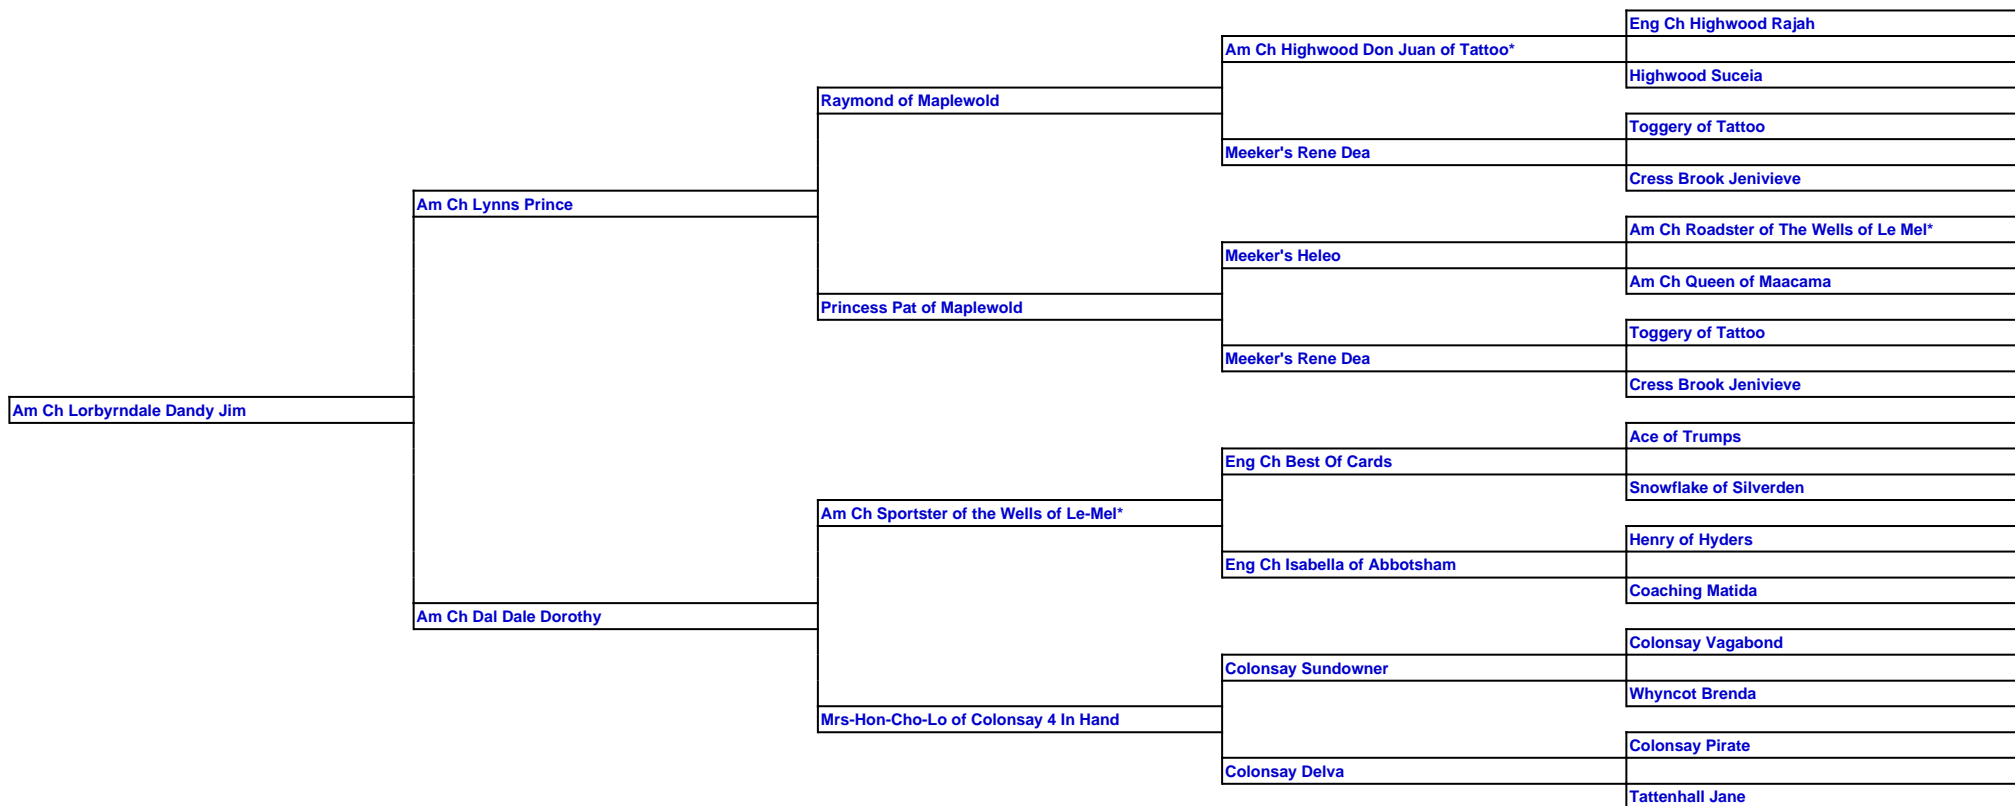 Eng Ch Highwood Rajah
Am Ch Highwood Don Juan of Tattoo*
Highwood Suceia
Raymond of Maplewold
Toggery of Tattoo
Meeker's Rene Dea
Cress Brook Jenivieve
Am Ch Lynns Prince
Am Ch Roadster of The Wells of Le Mel*
Meeker's Heleo
Am Ch Queen of Maacama
Princess Pat of Maplewold
Toggery of Tattoo
Meeker's Rene Dea
Cress Brook Jenivieve
Am Ch Lorbyrndale Dandy Jim
Ace of Trumps
Eng Ch Best Of Cards
Snowflake of Silverden
Am Ch Sportster of the Wells of Le-Mel*
Henry of Hyders
Eng Ch Isabella of Abbotsham
Coaching Matida
Am Ch Dal Dale Dorothy
Colonsay Vagabond
Colonsay Sundowner
Whyncot Brenda
Mrs-Hon-Cho-Lo of Colonsay 4 In Hand
Colonsay Pirate
Colonsay Delva
Tattenhall Jane